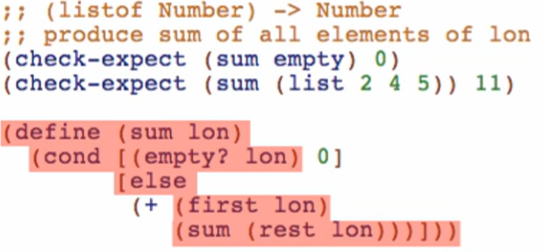 ;; (listof Number) -> Number
;; produce sum of all elements of lon
(check-expect (sum empty) 0)
(check-expect (sum (list 2 4 5)) 11)
(define (sum lon)
(cond [(empty? lon) 0]
[else
(+ (first lon)
(sum (rest lon)))]))